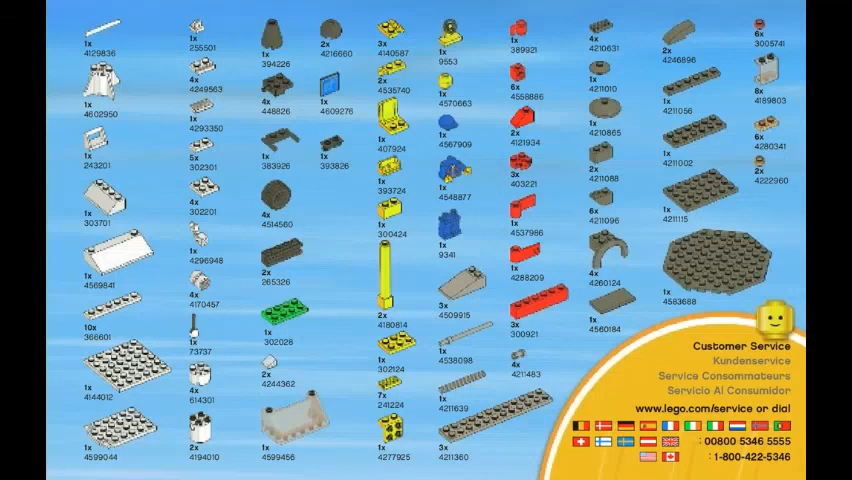 1x
4129836
1x
4602950
1x
243201
1x
303701
1x
4569841
10x
366601
1x
4144012
1x
4599044
1x
255501
4x
4249563
1x
4293350
5x
302301
4x
302201
1x
4296948
4x
4170457
1x
73737
4x
614301
2x
4194010
1x
394226
4x
448826
1x
383926
4x
4514560
2x
265326
1x
302028
2x
4244362
1x
4599456
2x
4216660
1x
4609276
1x
393826
3x
4140587
2x
4535740
1x
407924
1x
393724
1x
300424
2x
4180814
1x
302124
7x
241224
1x
4277925
1x
9553
1x
4570663
1x
4567909
1x
4548877
1x
9341
3x
4509915
1x
4538098
1x
4211639
3x
4211360
1x
389921
6x
4558886
2x
4121934
3x
403221
1x
4537986
1x
4288209
3x
300921
4x
4211483
4x
4210631
1x
4211010
1x
4210865
2x
4211088
6x
4211096
4x
4260124
1x
4560184
2x
4246896
1x
4211056
1x
4211002
1x
4211115
1x
4583688
6x
3005741
8x
4189803
6x
4280341
2x
4222960
Customer Service
Kundenservice
Service Consommateurs
Servicio Al Consumidor
www.lego.com/service or dial
: 00800 5346 5555
: 1-800-422-5346